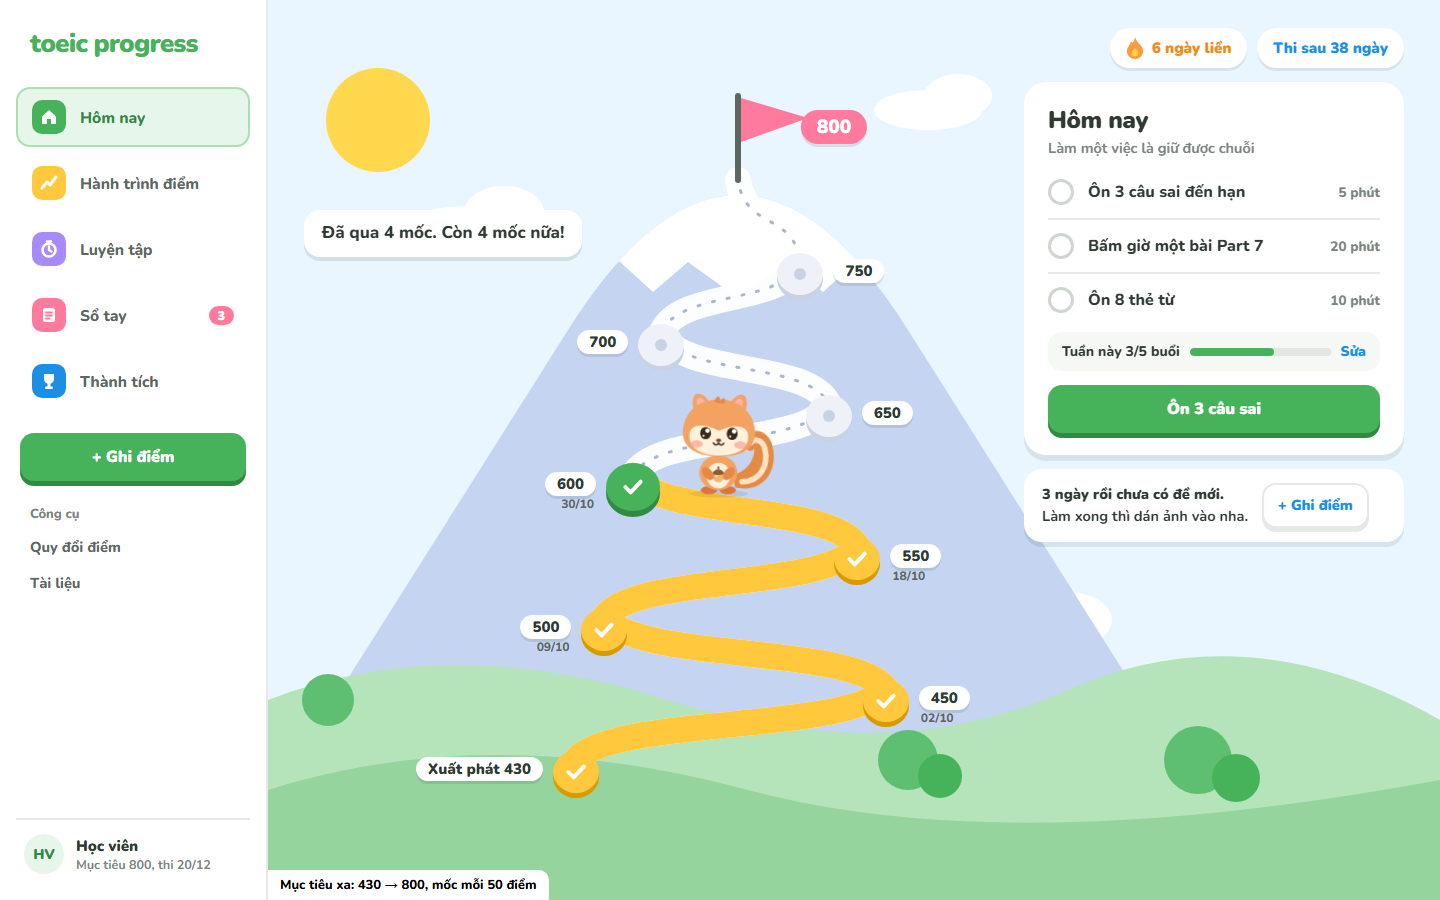 toeic progress
Hôm nay
Hành trình điểm
Luyện tập
Sổ tay
3
Thành tích
+ Ghi điểm
Công cụ
Quy đổi điểm
Tài liệu
HV
Học viên
Mục tiêu 800, thi 20/12
6 ngày liền
Thi sau 38 ngày
800
Đã qua 4 mốc. Còn 4 mốc nữa!
750
700
650
600
30/10
550
18/10
500
09/10
450
02/10
Xuất phát 430
Mục tiêu xa: 430 → 800, mốc mỗi 50 điểm
Hôm nay
Làm một việc là giữ được chuỗi
Ôn 3 câu sai đến hạn
5 phút
Bấm giờ một bài Part 7
20 phút
Ôn 8 thẻ từ
10 phút
Tuần này 3/5 buổi
Sửa
Ôn 3 câu sai
3 ngày rồi chưa có đề mới.
Làm xong thì dán ảnh vào nha.
+ Ghi điểm